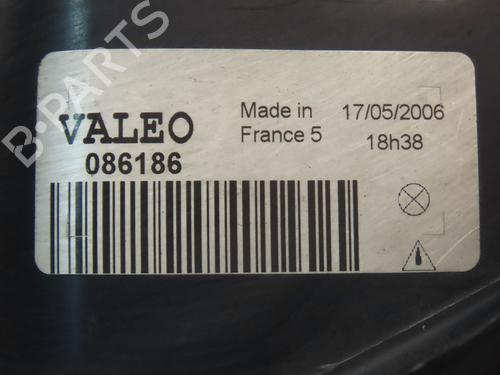 B-PARTS
VALEO
086186
Made in
France 5
17/05/2006
18h38